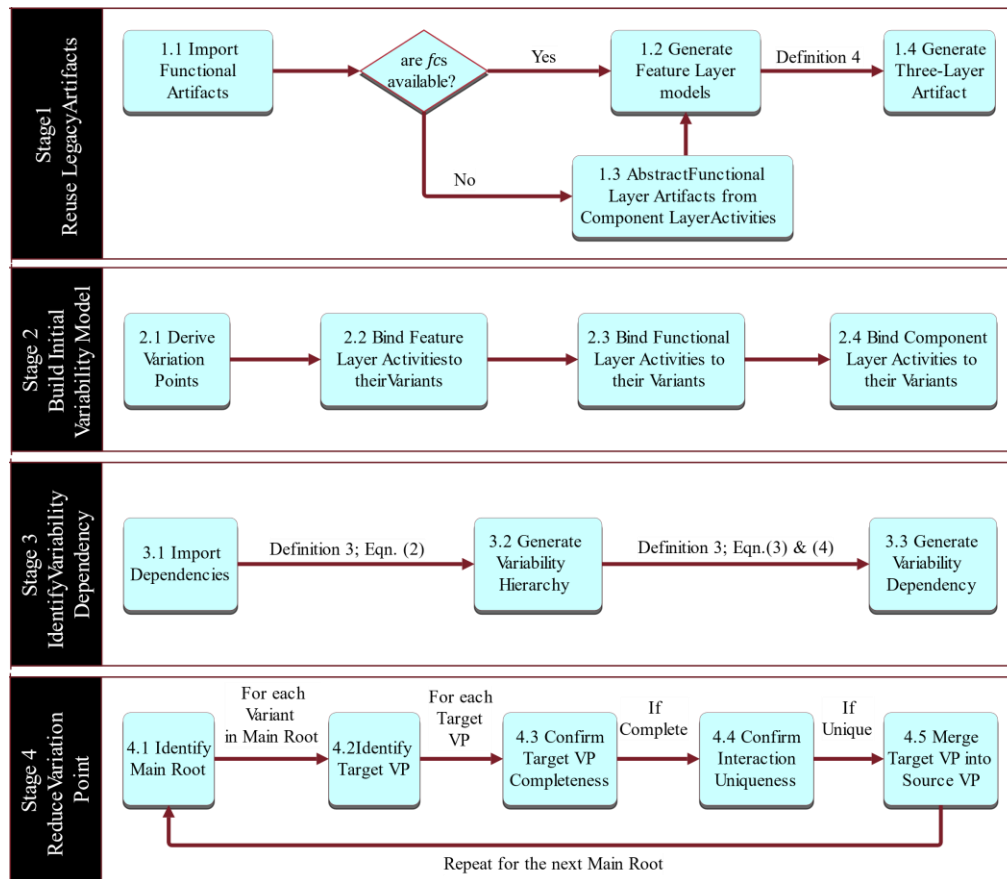 Stage1
Reuse LegacyArtifacts
1.1 Import
Functional
Artifacts
are fcs
available?
Yes
1.2 Generate
Feature Layer
models
Definition 4
1.4 Generate
Three-Layer
Artifact
No
1.3 AbstractFunctional
Layer Artifacts from
Component LayerActivities
Stage 2
Build Initial
Variability Model
2.1 Derive
Variation
Points
2.2 Bind Feature
Layer Activitiesto
theirVariants
2.3 Bind Functional
Layer Activities to
their Variants
2.4 Bind Component
Layer Activities to
their Variants
Stage 3
IdentifyVariability
Dependency
3.1 Import
Dependencies
Definition 3; Eqn. (2)
3.2 Generate
Variability
Hierarchy
Definition 3; Eqn.(3) & (4)
3.3 Generate
Variability
Dependency
Stage 4
ReduceVariation
Point
4.1 Identify
Main Root
For each
Variant
in Main Root
4.2Identify
Target VP
For each
Target
VP
4.3 Confirm
Target VP
Completeness
If
Complete
4.4 Confirm
Interaction
Uniqueness
If
Unique
4.5 Merge
Target VP into
Source VP
Repeat for the next Main Root